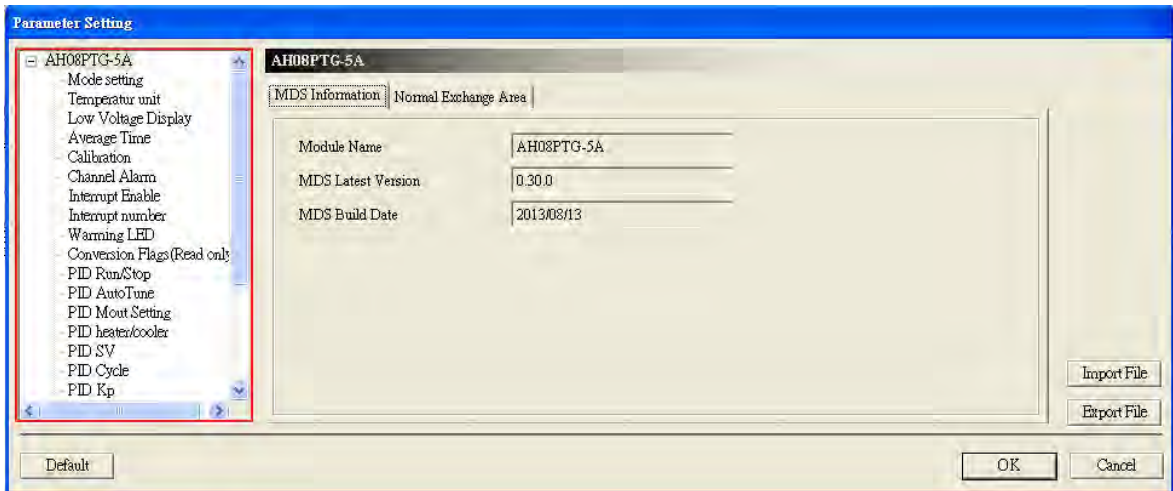 Parameter Setting
AH08PTG-5A
Mode setting
Temperatur unit
Low Voltage Display
Average Time
Calibration
Channel Alarm
Interrupt Enable
Interrupt number
Warming LED
Conversion Flags(Read only
PID Run/Stop
PID AutoTune
PID Mout Setting
PID heater/cooler
PID SV
PID Cycle
PID Kp
AH08PTG-5A
MDS Information Normal Exchange Area
Module Name AH08PTG-5A
MDS Latest Version 0.30.0
MDS Build Date 2013/08/13
Import File
Export File
Default OK Cancel